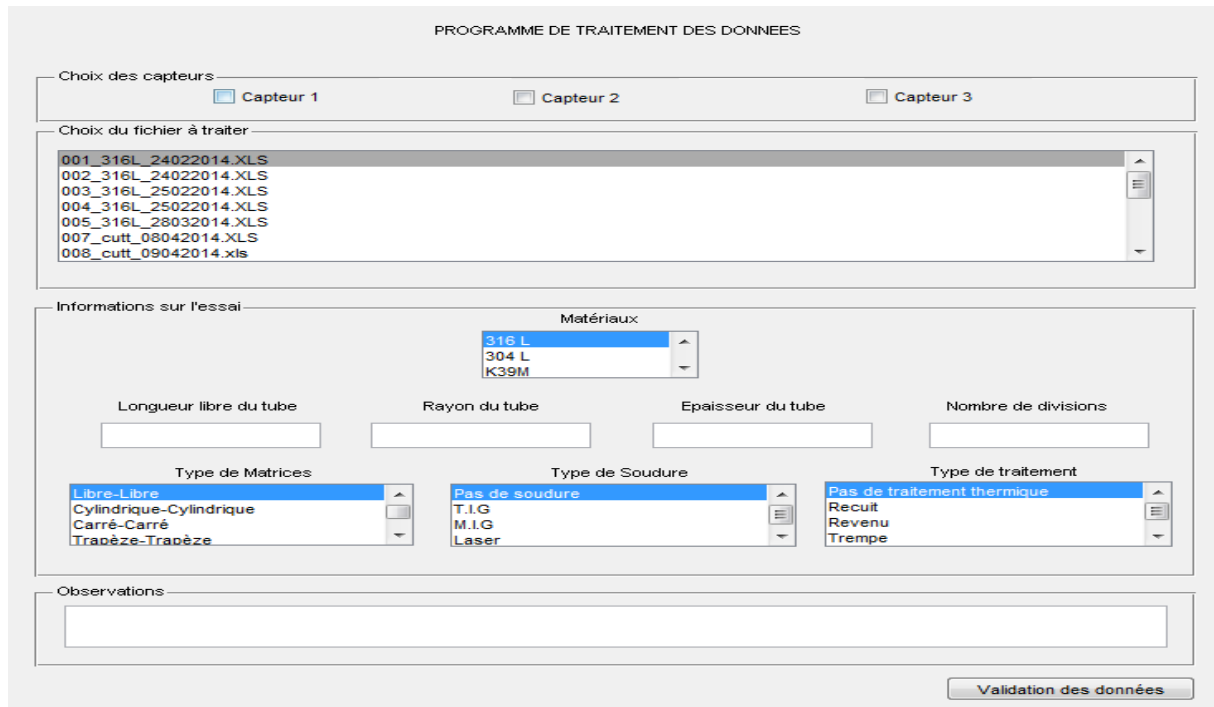 PROGRAMME DE TRAITEMENT DES DONNEES
Choix des capteurs
Capteur 1 Capteur 2 Capteur 3
Choix du fichier à traiter
001_316L_24022014.XLS
002_316L_24022014.XLS
003_316L_25022014.XLS
004_316L_25022014.XLS
005_316L_28032014.XLS
007_cutt_08042014.XLS
008_cutt_09042014.xls
Informations sur l'essai
Matériaux
316 L
304 L
K39M
Longueur libre du tube Rayon du tube Epaisseur du tube Nombre de divisions
Type de Matrices Type de Soudure Type de traitement
Libre-Libre Pas de soudure Pas de traitement thermique
Cylindrique-Cylindrique T.I.G Recuit
Carré-Carré M.I.G Revenu
Trapèze-Trapèze Laser Trempe
Observations
Validation des données